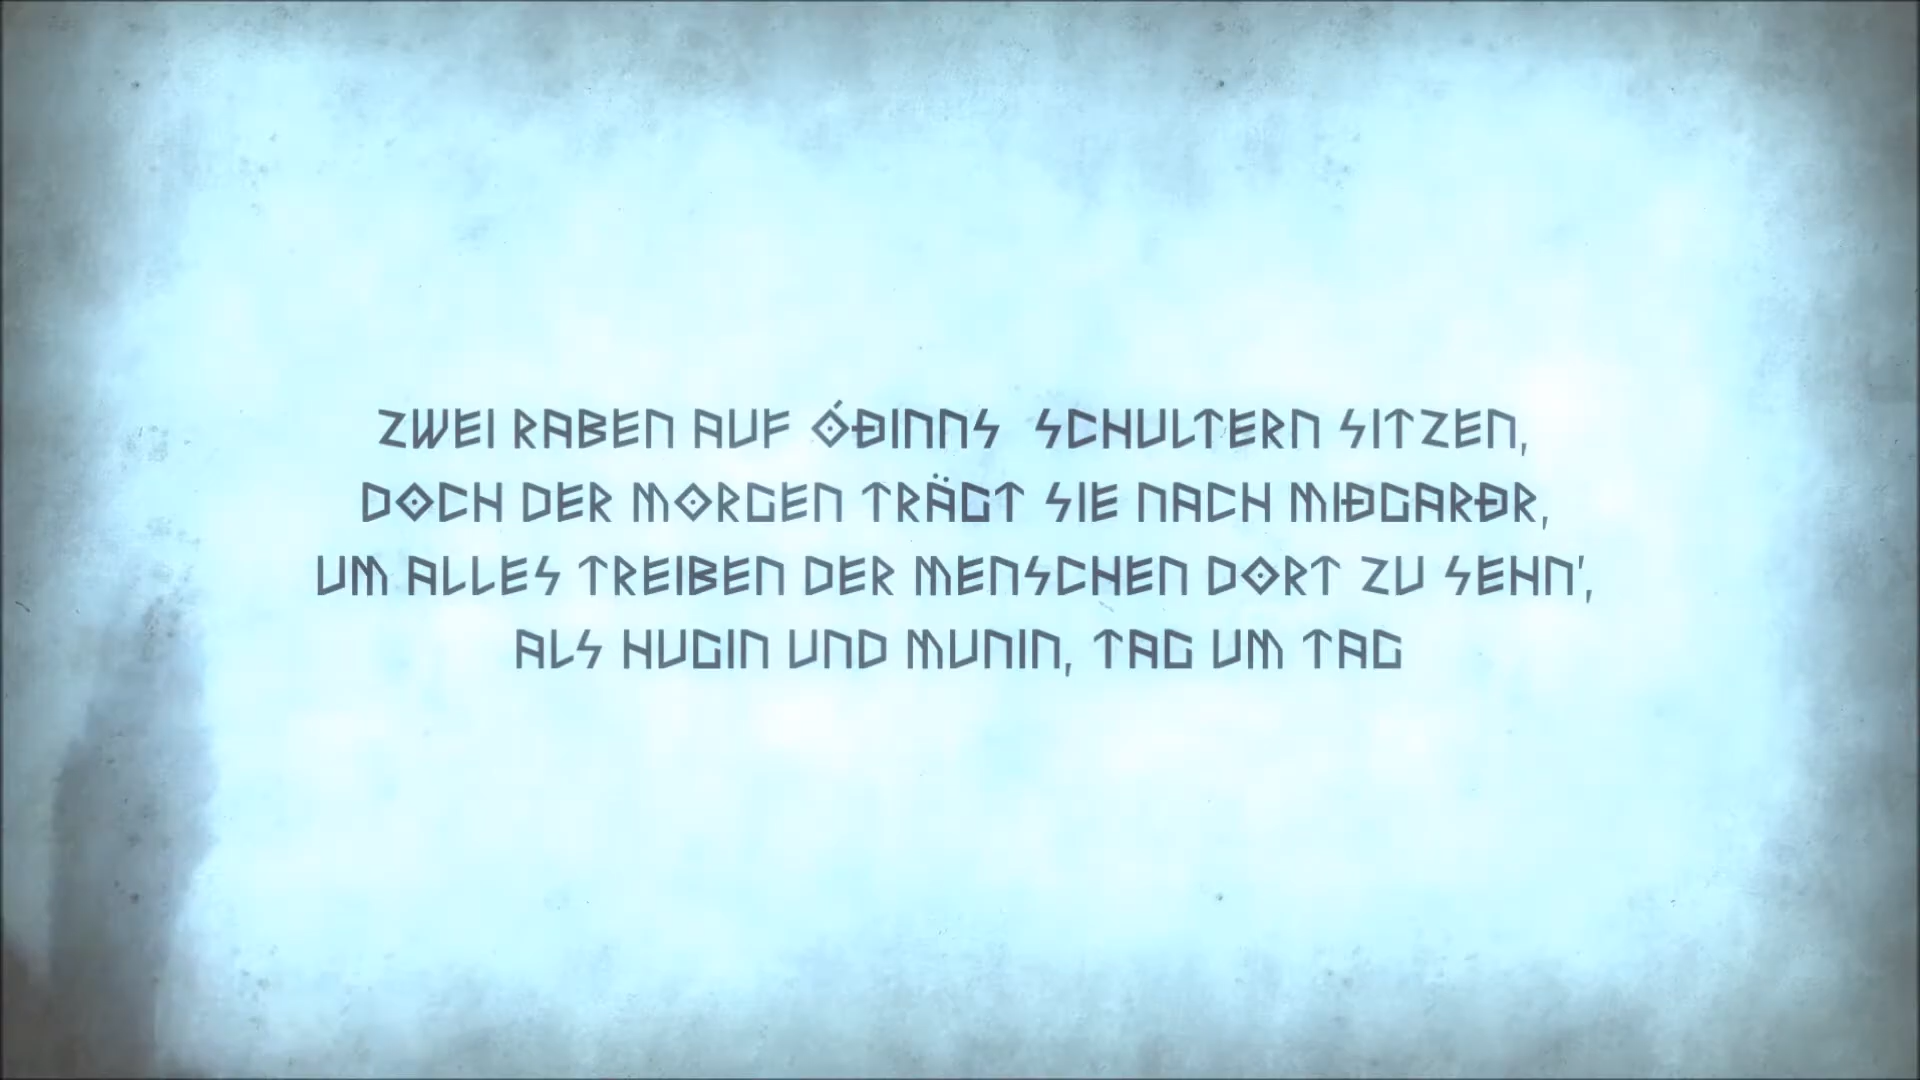 ZWEI RABEN AUF ÓÐINNS SCHULTERN SITZEN,
DOCH DER MORGEN TRÄGT SIE NACH MIÐGARÐR,
UM ALLES TREIBEN DER MENSCHEN DORT ZU SEHN',
ALS HUGIN UND MUNIN, TAG UM TAG